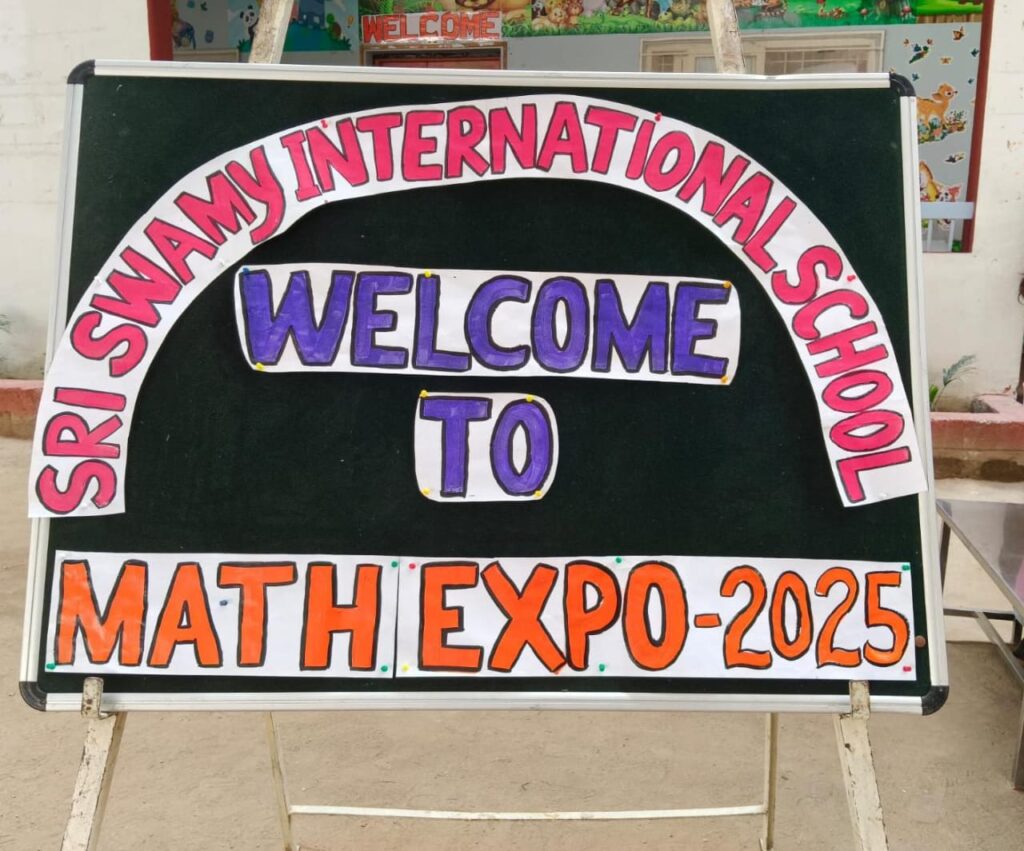 WELCOME
SRI SWAMY INTERNATIONAL SCHOOL
WELCOME
TO
MATH EXPO-2025